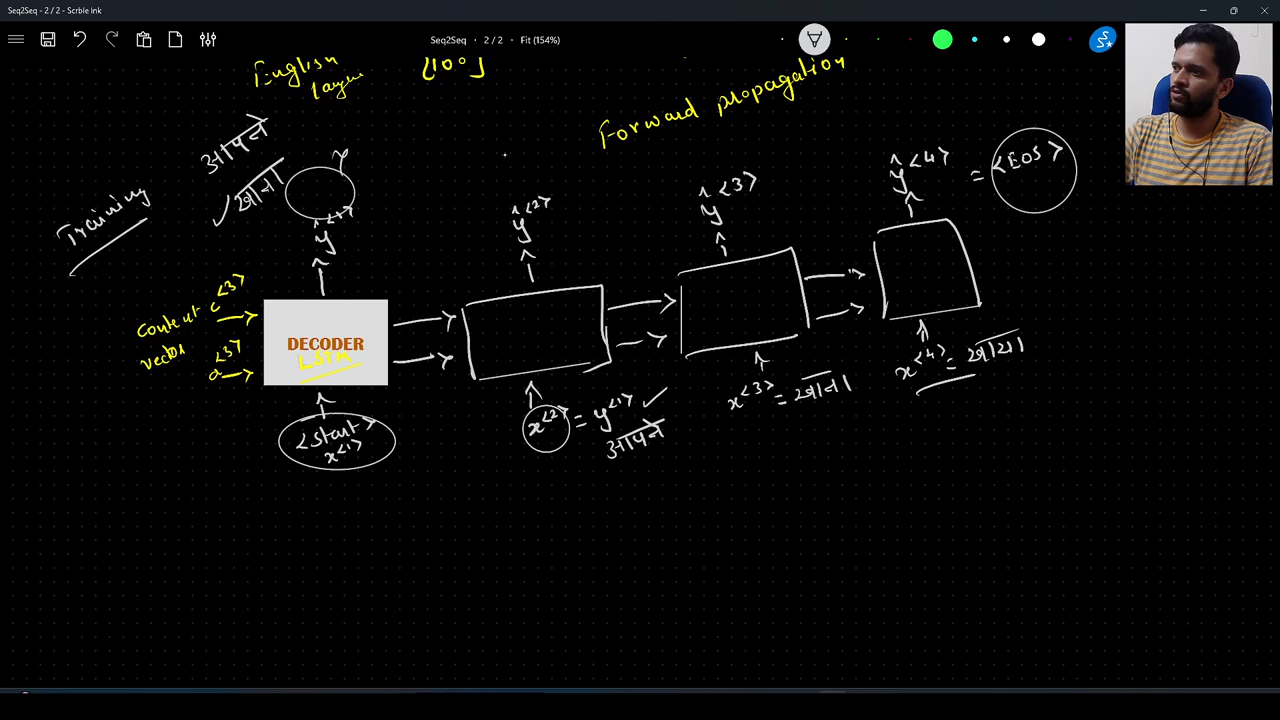 Seq2Seq - 2 / 2 - Scrble Ink
Seq2Seq • 2 / 2 • Fit (154%)
English
[100]
Forward propagation
Training
आपने
✓ खाना
ŷ<1>
ŷ<2>
ŷ<3>
ŷ<4> = <EOS>
context c<3>
vector
a<3>
DECODER
LSTM
<start>
x<1>
x<2> = y<1> ✓
आपने
x<3> = खाना
x<4> = खाया